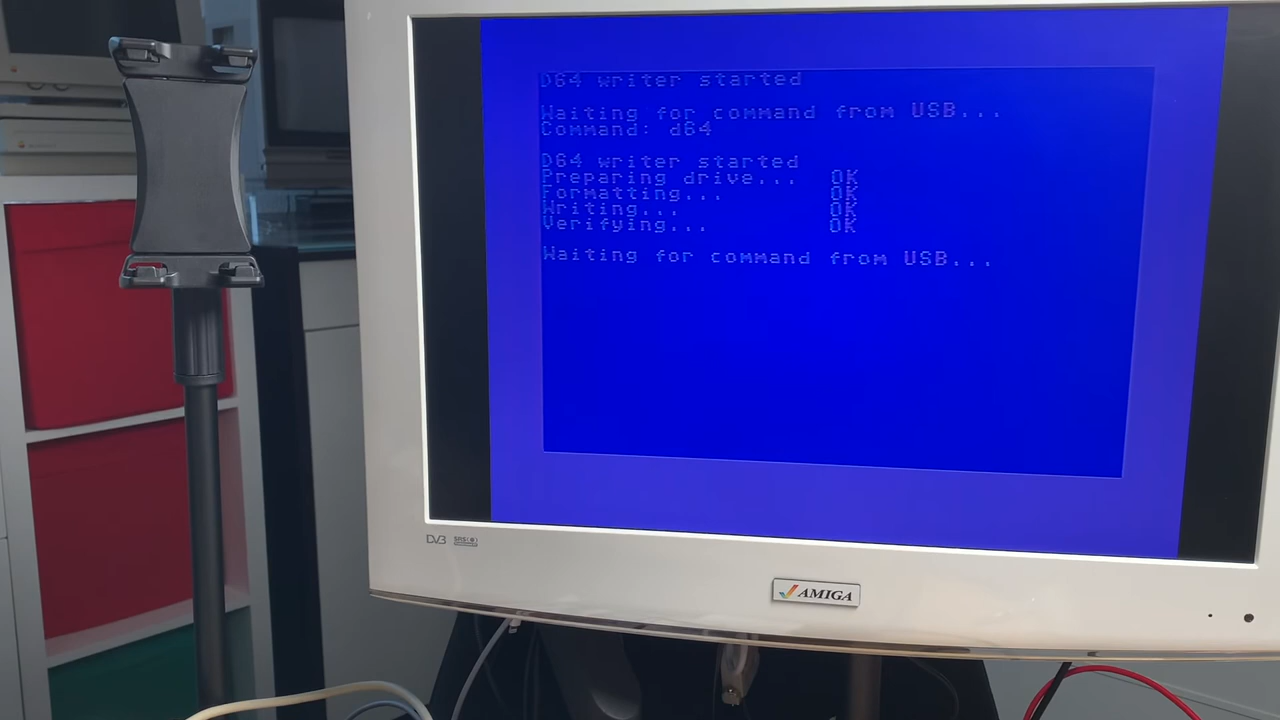 D64 writer started
Waiting for command from USB...
Command: d64
D64 writer started
Preparing drive... OK
Formatting... OK
Writing... OK
Verifying... OK
Waiting for command from USB...
DVB
AMIGA